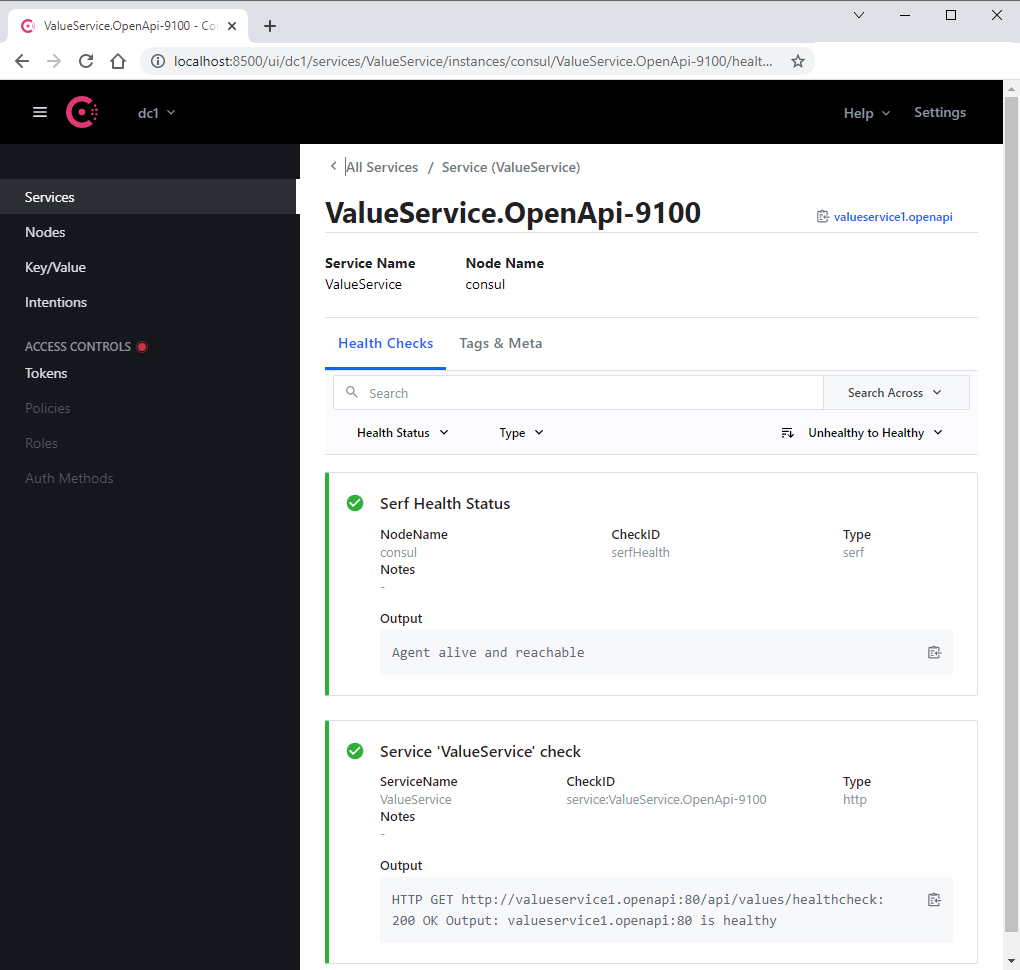 ValueService.OpenApi-9100 - Co
localhost:8500/ui/dc1/services/ValueService/instances/consul/ValueService.OpenApi-9100/healt...
dc1
Help
Settings
Services
Nodes
Key/Value
Intentions
ACCESS CONTROLS
Tokens
Policies
Roles
Auth Methods
All Services / Service (ValueService)
ValueService.OpenApi-9100
valueservice1.openapi
Service Name
ValueService
Node Name
consul
Health Checks
Tags & Meta
Search
Search Across
Health Status
Type
Unhealthy to Healthy
Serf Health Status
NodeName
consul
CheckID
serfHealth
Type
serf
Notes
-
Output
Agent alive and reachable
Service 'ValueService' check
ServiceName
ValueService
CheckID
service:ValueService.OpenApi-9100
Type
http
Notes
-
Output
HTTP GET http://valueservice1.openapi:80/api/values/healthcheck:
200 OK Output: valueservice1.openapi:80 is healthy